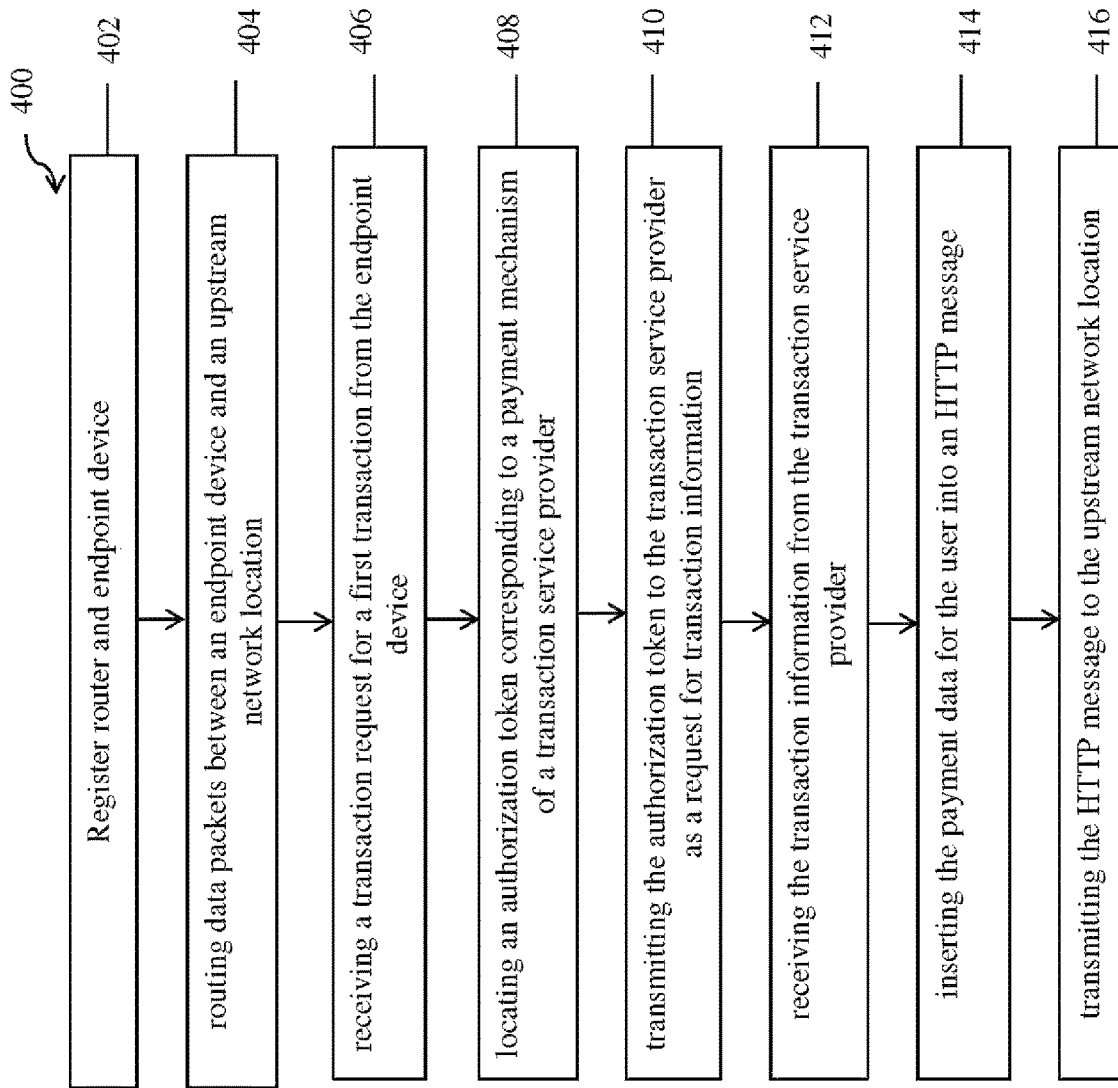 400
Register router and endpoint device
402
routing data packets between an endpoint device and an upstream
network location
404
receiving a transaction request for a first transaction from the endpoint
device
406
locating an authorization token corresponding to a payment mechanism
of a transaction service provider
408
transmitting the authorization token to the transaction service provider
as a request for transaction information
410
receiving the transaction information from the transaction service
provider
412
inserting the payment data for the user into an HTTP message
414
transmitting the HTTP message to the upstream network location
416